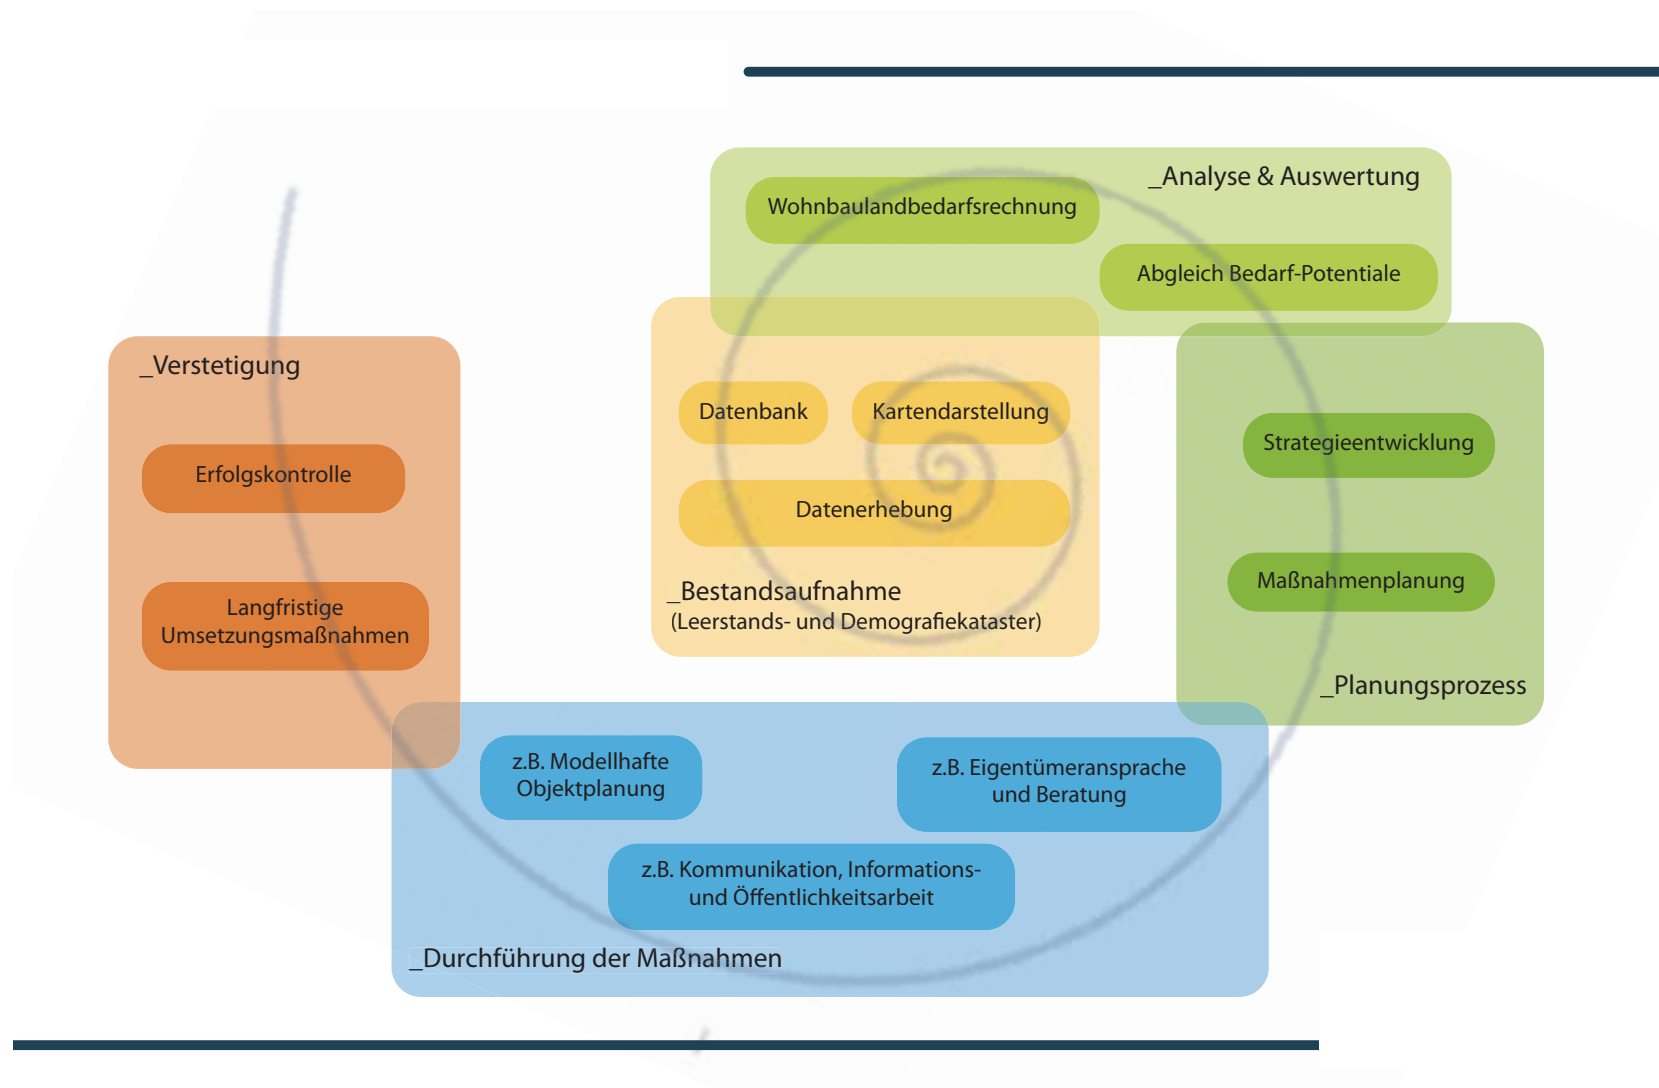 _Analyse & Auswertung
Wohnbaulandbedarfsrechnung
Abgleich Bedarf-Potentiale
_Verstetigung
Erfolgskontrolle
Langfristige
Umsetzungsmaßnahmen
Datenbank
Kartendarstellung
Datenerhebung
_Bestandsaufnahme
(Leerstands- und Demografiekataster)
Strategieentwicklung
Maßnahmenplanung
_Planungsprozess
z.B. Modellhafte
Objektplanung
z.B. Eigentümeransprache
und Beratung
z.B. Kommunikation, Informations-
und Öffentlichkeitsarbeit
_Durchführung der Maßnahmen